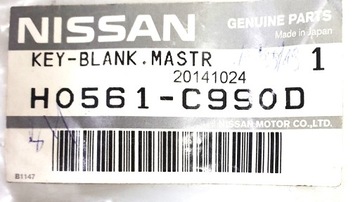 NISSAN
GENUINE PARTS
Made in Japan
KEY-BLANK.MASTR 1
20141024
H0561-C990D
NISSAN MOTOR CO.,LTD.
B1147